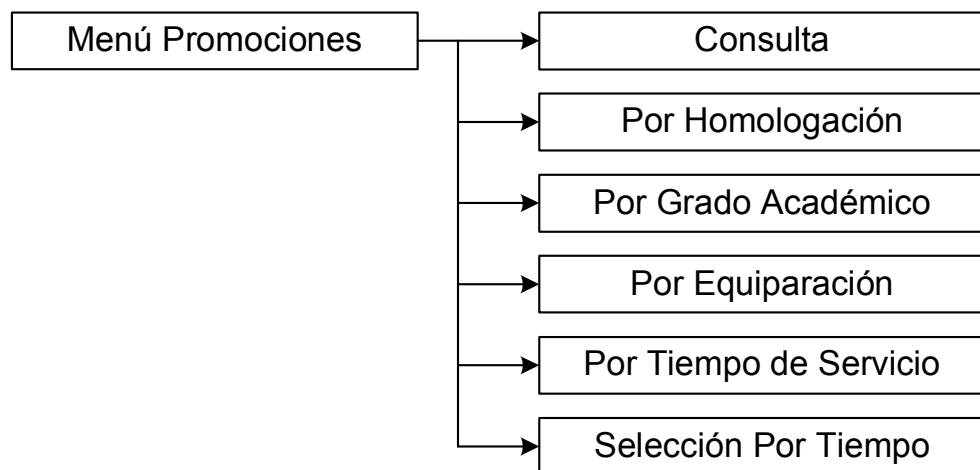 Menú Promociones
Consulta
Por Homologación
Por Grado Académico
Por Equiparación
Por Tiempo de Servicio
Selección Por Tiempo